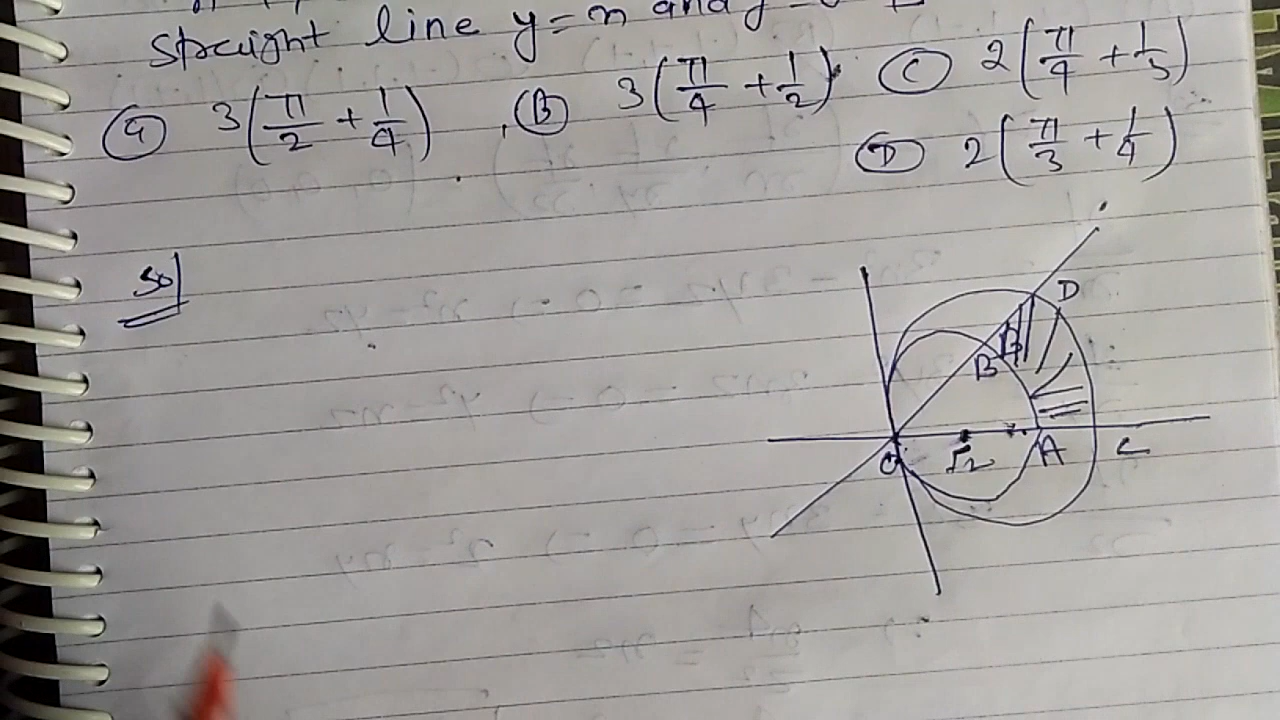 straight line y=x and y=0
(a) 3(π/2 + 1/4), (B) 3(π/4 + 1/2), (C) 2(π/4 + 1/3)
(D) 2(π/3 + 1/4)
Sol
D
B
O
A
C